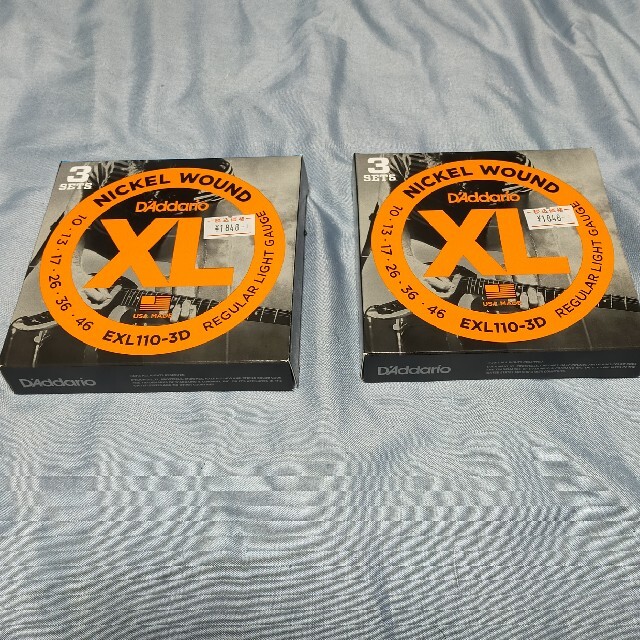 3
SETS
NICKEL WOUND
D'Addario
¥1848
XL
10 · 13 · 17 · 26 · 36 · 46
REGULAR LIGHT GAUGE
USA MADE
EXL110-3D
D'Addario
3
SETS
NICKEL WOUND
D'Addario
¥1848
XL
10 · 13 · 17 · 26 · 36 · 46
REGULAR LIGHT GAUGE
USA MADE
EXL110-3D
D'Addario